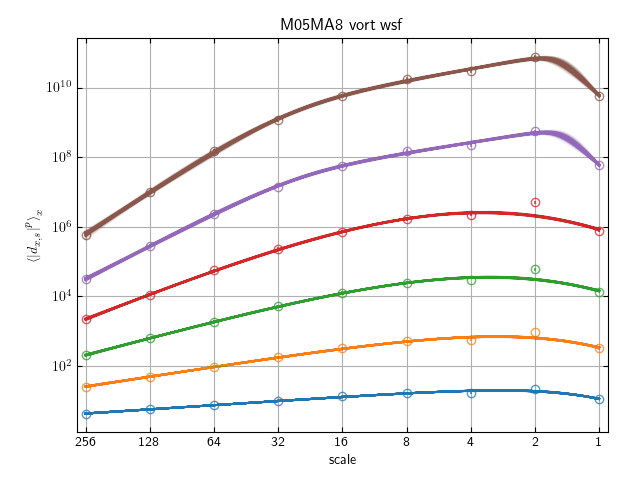 M05MA8 vort wsf
10^{10}
10^{8}
10^{6}
10^{4}
10^{2}
⟨|d_{x,s}|^{p}⟩_{x}
256 128 64 32 16 8 4 2 1
scale